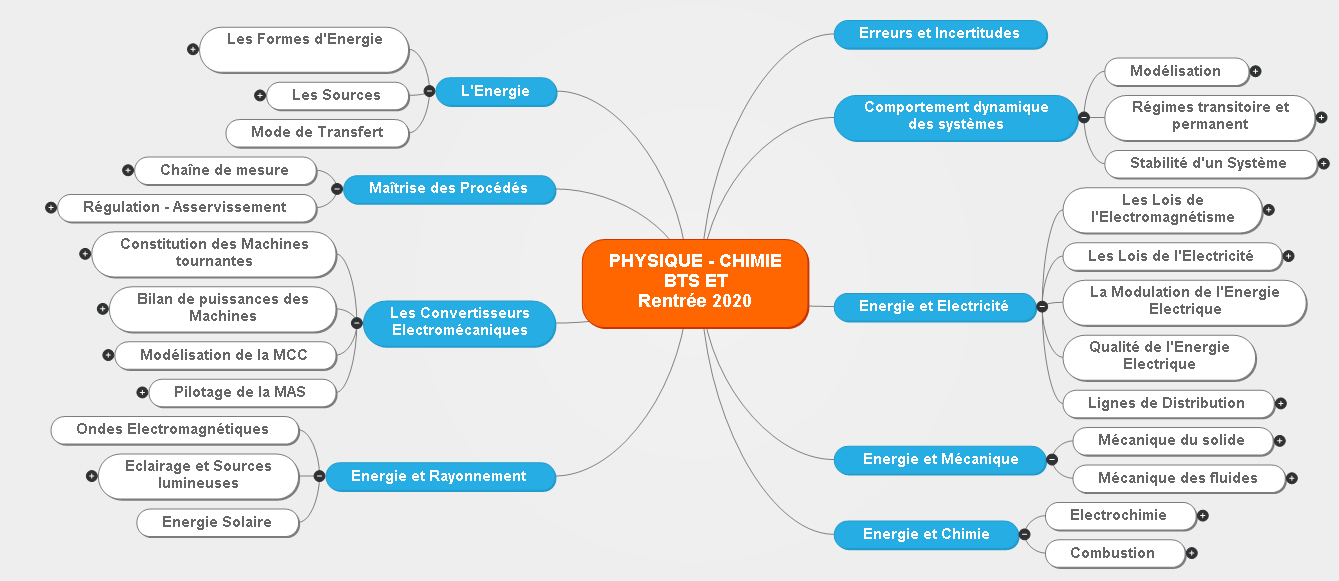 PHYSIQUE - CHIMIE
BTS ET
Rentrée 2020
Erreurs et Incertitudes
Comportement dynamique
des systèmes
Modélisation
Régimes transitoire et
permanent
Stabilité d'un Système
Energie et Electricité
Les Lois de
l'Electromagnétisme
Les Lois de l'Electricité
La Modulation de l'Energie
Electrique
Qualité de l'Energie
Electrique
Lignes de Distribution
Energie et Mécanique
Mécanique du solide
Mécanique des fluides
Energie et Chimie
Electrochimie
Combustion
L'Energie
Les Formes d'Energie
Les Sources
Mode de Transfert
Maîtrise des Procédés
Chaîne de mesure
Régulation - Asservissement
Les Convertisseurs
Electromécaniques
Constitution des Machines
tournantes
Bilan de puissances des
Machines
Modélisation de la MCC
Pilotage de la MAS
Energie et Rayonnement
Ondes Electromagnétiques
Eclairage et Sources
lumineuses
Energie Solaire